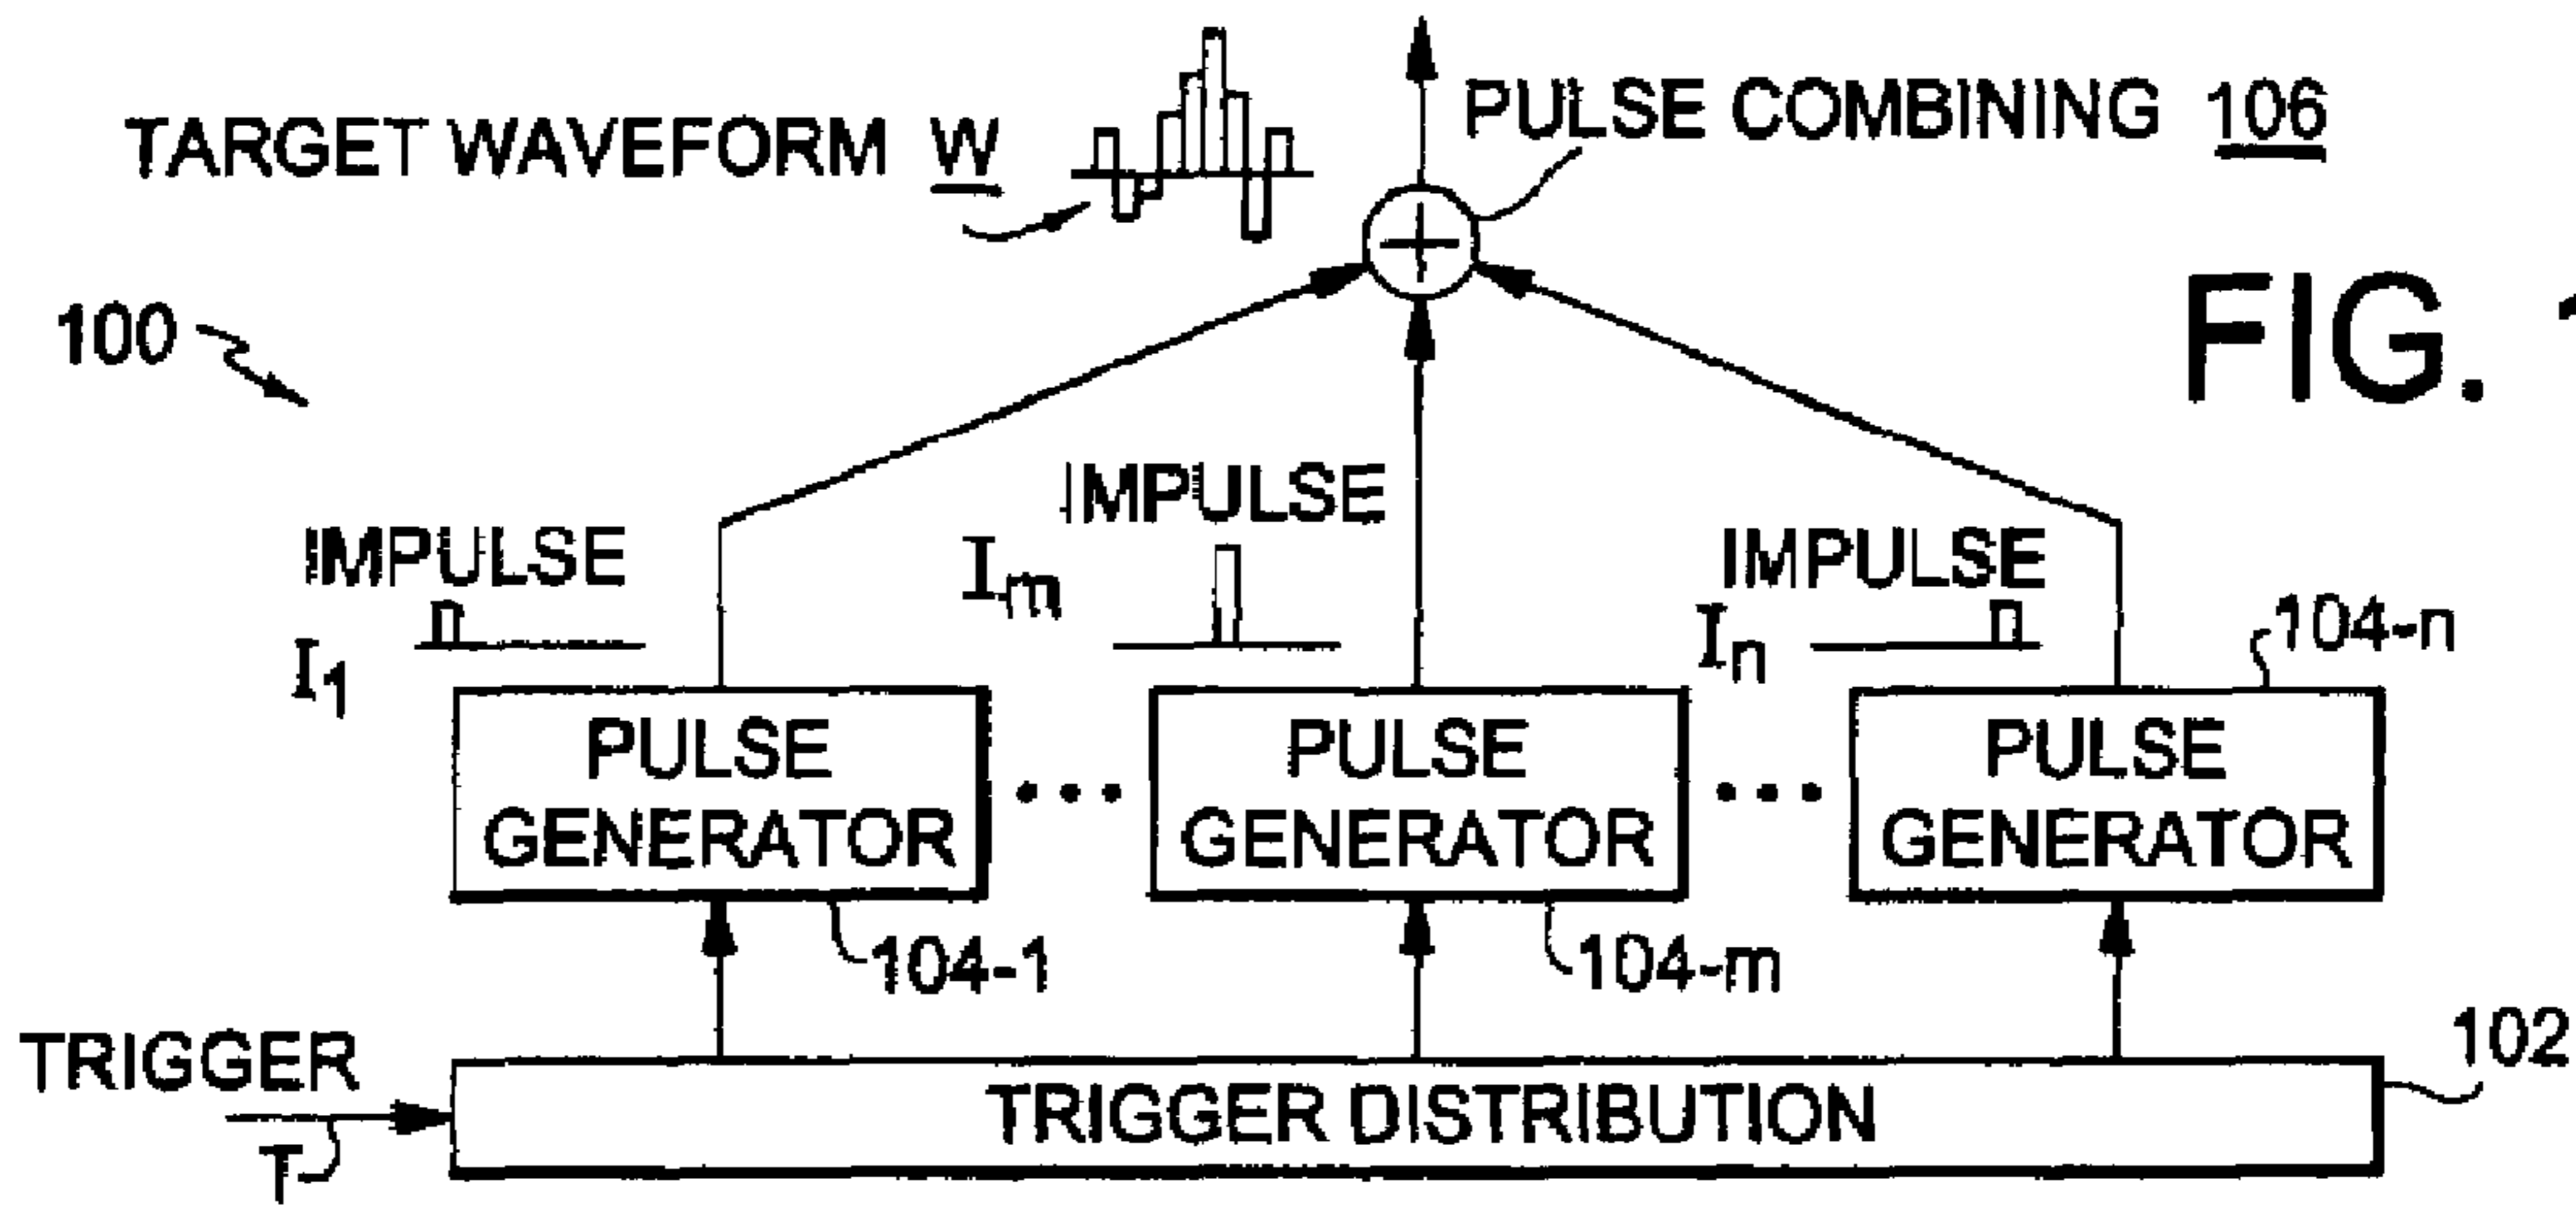 TARGET WAVEFORM W
PULSE COMBINING 106
FIG. 1
100
IMPULSE
I1
IMPULSE
Im
IMPULSE
In
104-n
PULSE GENERATOR
PULSE GENERATOR
PULSE GENERATOR
104-1
104-m
TRIGGER
T
TRIGGER DISTRIBUTION
102